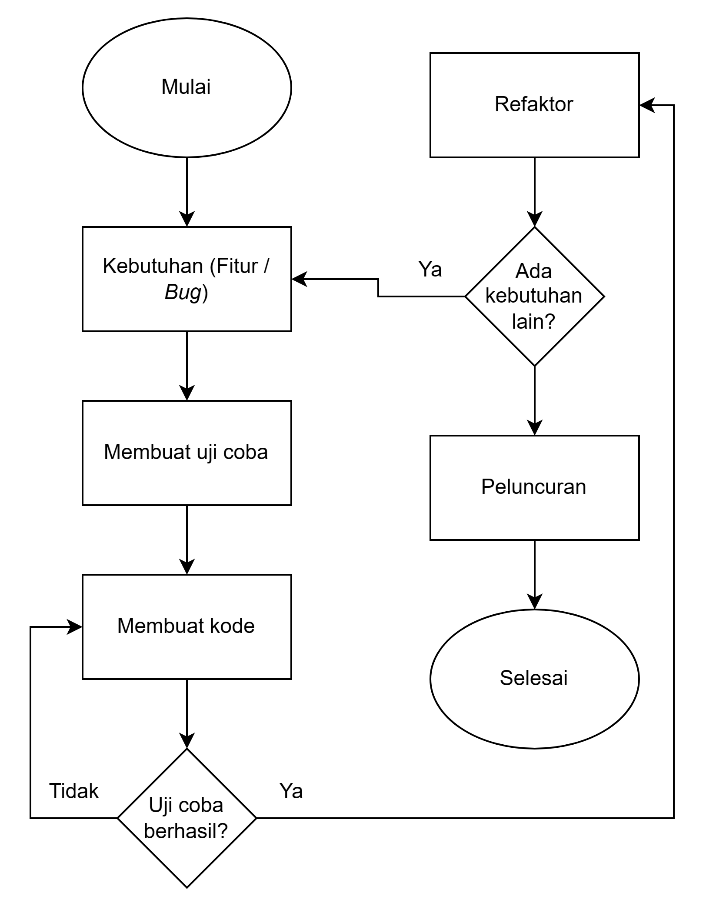 Mulai
Kebutuhan (Fitur /
Bug)
Membuat uji coba
Membuat kode
Uji coba
berhasil?
Tidak
Ya
Refaktor
Ada
kebutuhan
lain?
Ya
Peluncuran
Selesai